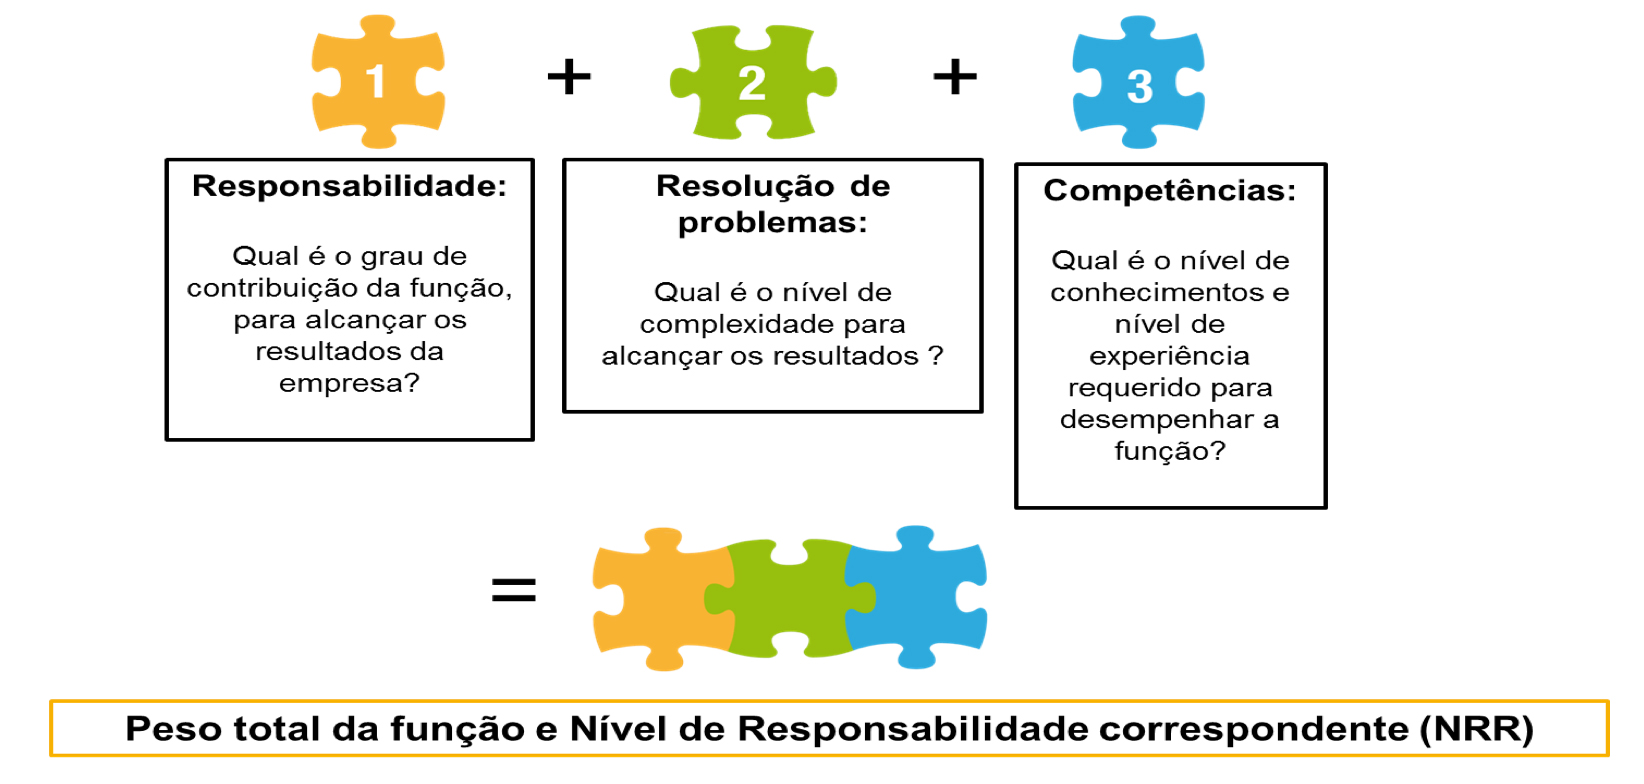 1
+
2
+
3
Responsabilidade:
Qual é o grau de
contribuição da função,
para alcançar os
resultados da
empresa?
Resolução de
problemas:
Qual é o nível de
complexidade para
alcançar os resultados ?
Competências:
Qual é o nível de
conhecimentos e
nível de
experiência
requerido para
desempenhar a
função?
=
Peso total da função e Nível de Responsabilidade correspondente (NRR)